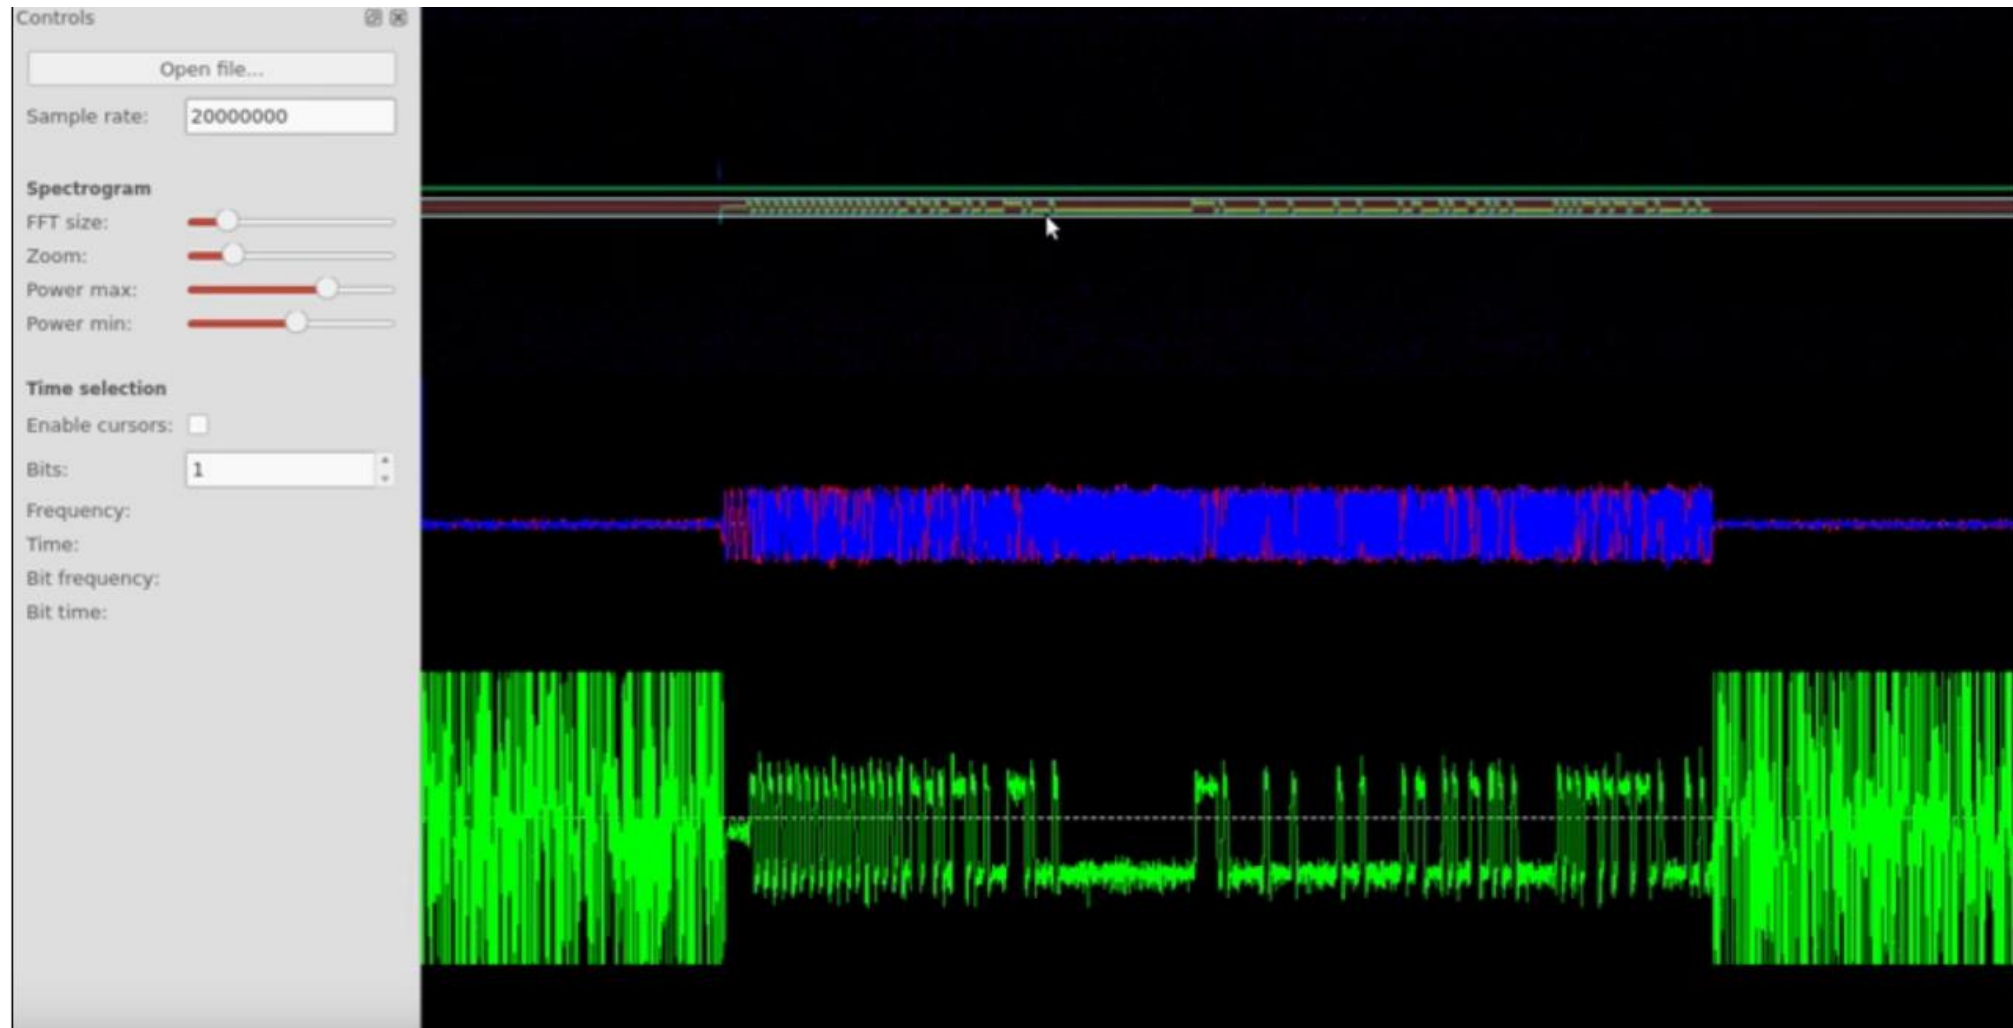 Controls
Open file...
Sample rate: 20000000
Spectrogram
FFT size:
Zoom:
Power max:
Power min:
Time selection
Enable cursors:
Bits: 1
Frequency:
Time:
Bit frequency:
Bit time: